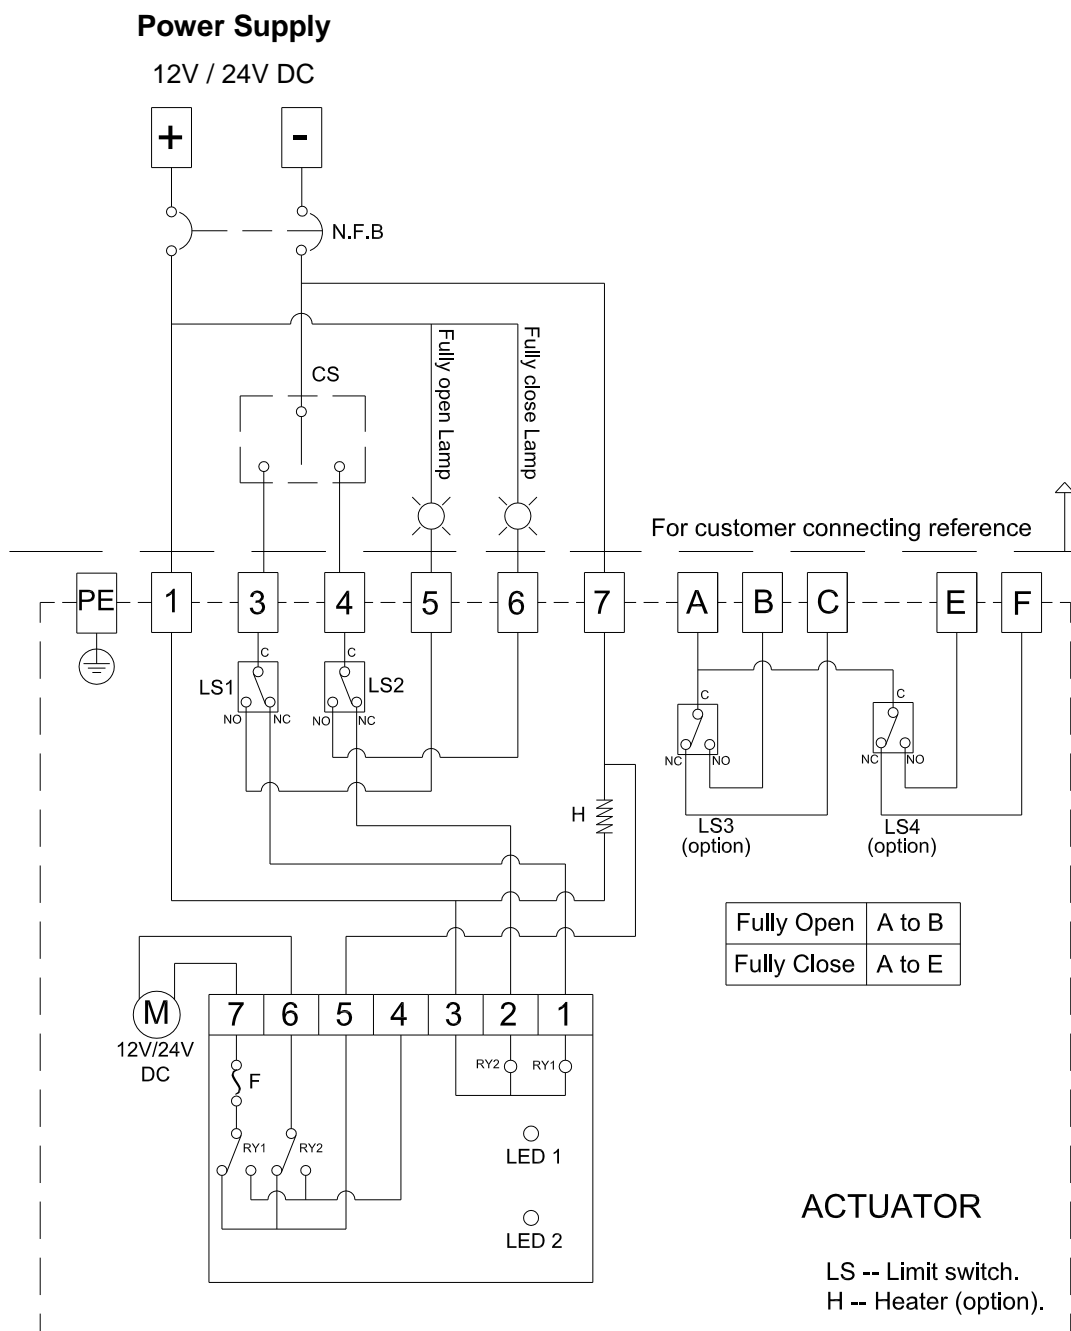 Power Supply
12V / 24V DC
+ -
N.F.B
CS
Fully open Lamp
Fully close Lamp
For customer connecting reference
PE 1 3 4 5 6 7 A B C E F
C C
LS1 LS2
NO NC NO NC
C C
NC NO NC NO
H
LS3
(option)
LS4
(option)
Fully Open A to B
Fully Close A to E
M
12V/24V
DC
7 6 5 4 3 2 1
RY2 RY1
F
RY1 RY2
LED 1
LED 2
ACTUATOR
LS -- Limit switch.
H -- Heater (option).